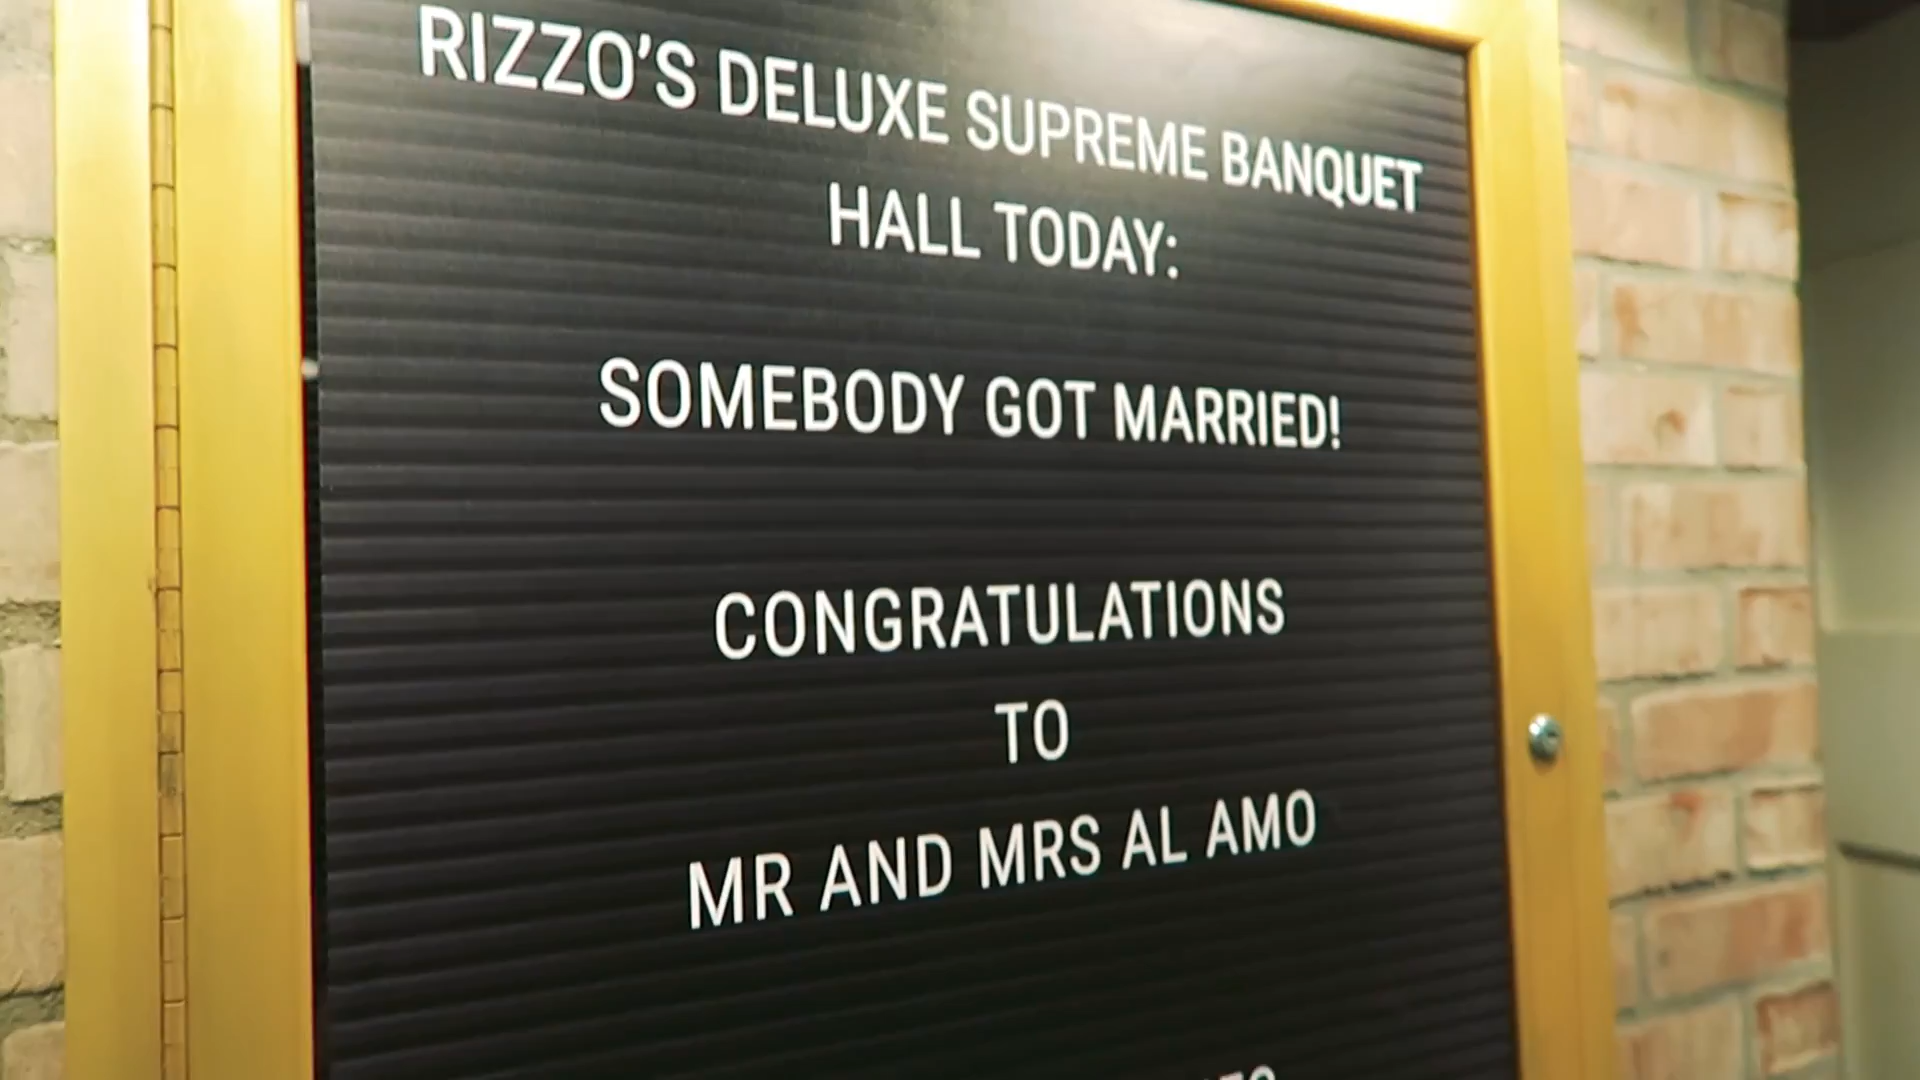 RIZZO'S DELUXE SUPREME BANQUET
HALL TODAY:
SOMEBODY GOT MARRIED!
CONGRATULATIONS
TO
MR AND MRS AL AMO